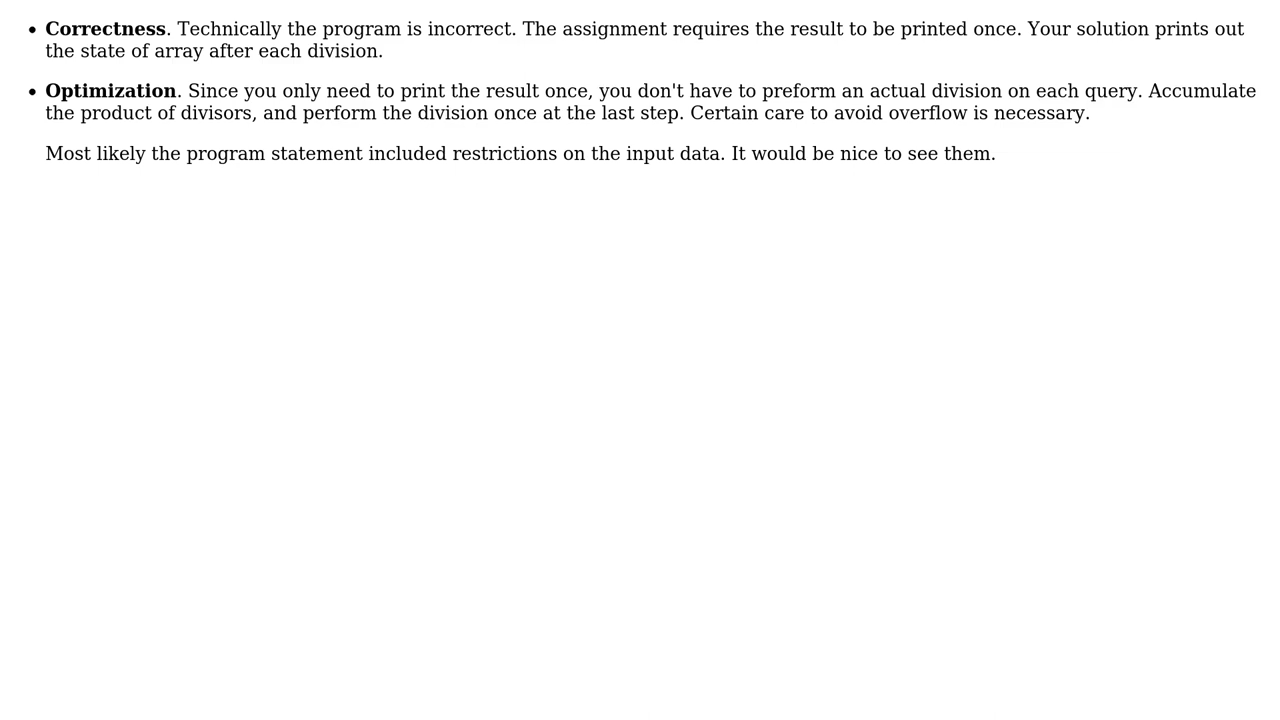 • Correctness. Technically the program is incorrect. The assignment requires the result to be printed once. Your solution prints out
the state of array after each division.
• Optimization. Since you only need to print the result once, you don't have to preform an actual division on each query. Accumulate
the product of divisors, and perform the division once at the last step. Certain care to avoid overflow is necessary.
Most likely the program statement included restrictions on the input data. It would be nice to see them.